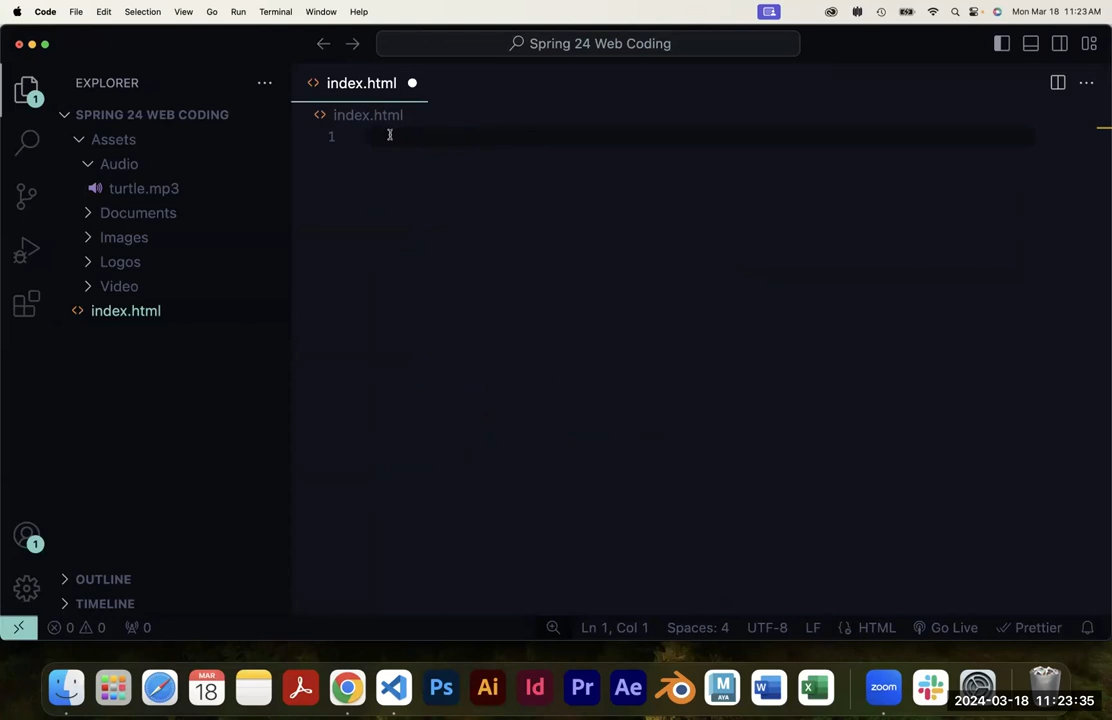 Code File Edit Selection View Go Run Terminal Window Help Mon Mar 18 11:23 AM
Spring 24 Web Coding
EXPLORER
index.html
1
SPRING 24 WEB CODING
index.html
Assets
1
Audio
turtle.mp3
Documents
Images
Logos
Video
index.html
1
OUTLINE
TIMELINE
0 0 0 Ln 1, Col 1 Spaces: 4 UTF-8 LF HTML Go Live Prettier
MAR
18
Ps Ai Id Pr Ae MAYA W X zoom
2024-03-18 11:23:35